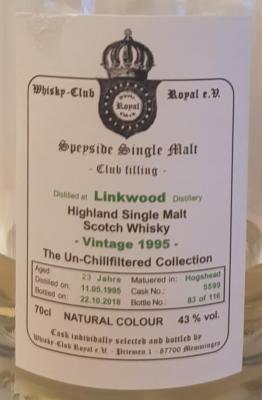 Whisky-Club Royal e.V.
Royal
Speyside Single Malt
- Club filling -
Distilled at Linkwood Distillery
Highland Single Malt
Scotch Whisky
- Vintage 1995 -
The Un-Chillfiltered Collection
Aged 23 Jahre Matuered in: Hogshead
Distilled on: 11.05.1995 Cask No.: 5599
Bottled on: 22.10.2018 Bottle No.: 83 of 116
70cl NATURAL COLOUR 43 % vol.
Cask individually selected and bottled by
Whisky-Club Royal e.V. - Priemen 1 - 87700 Memmingen